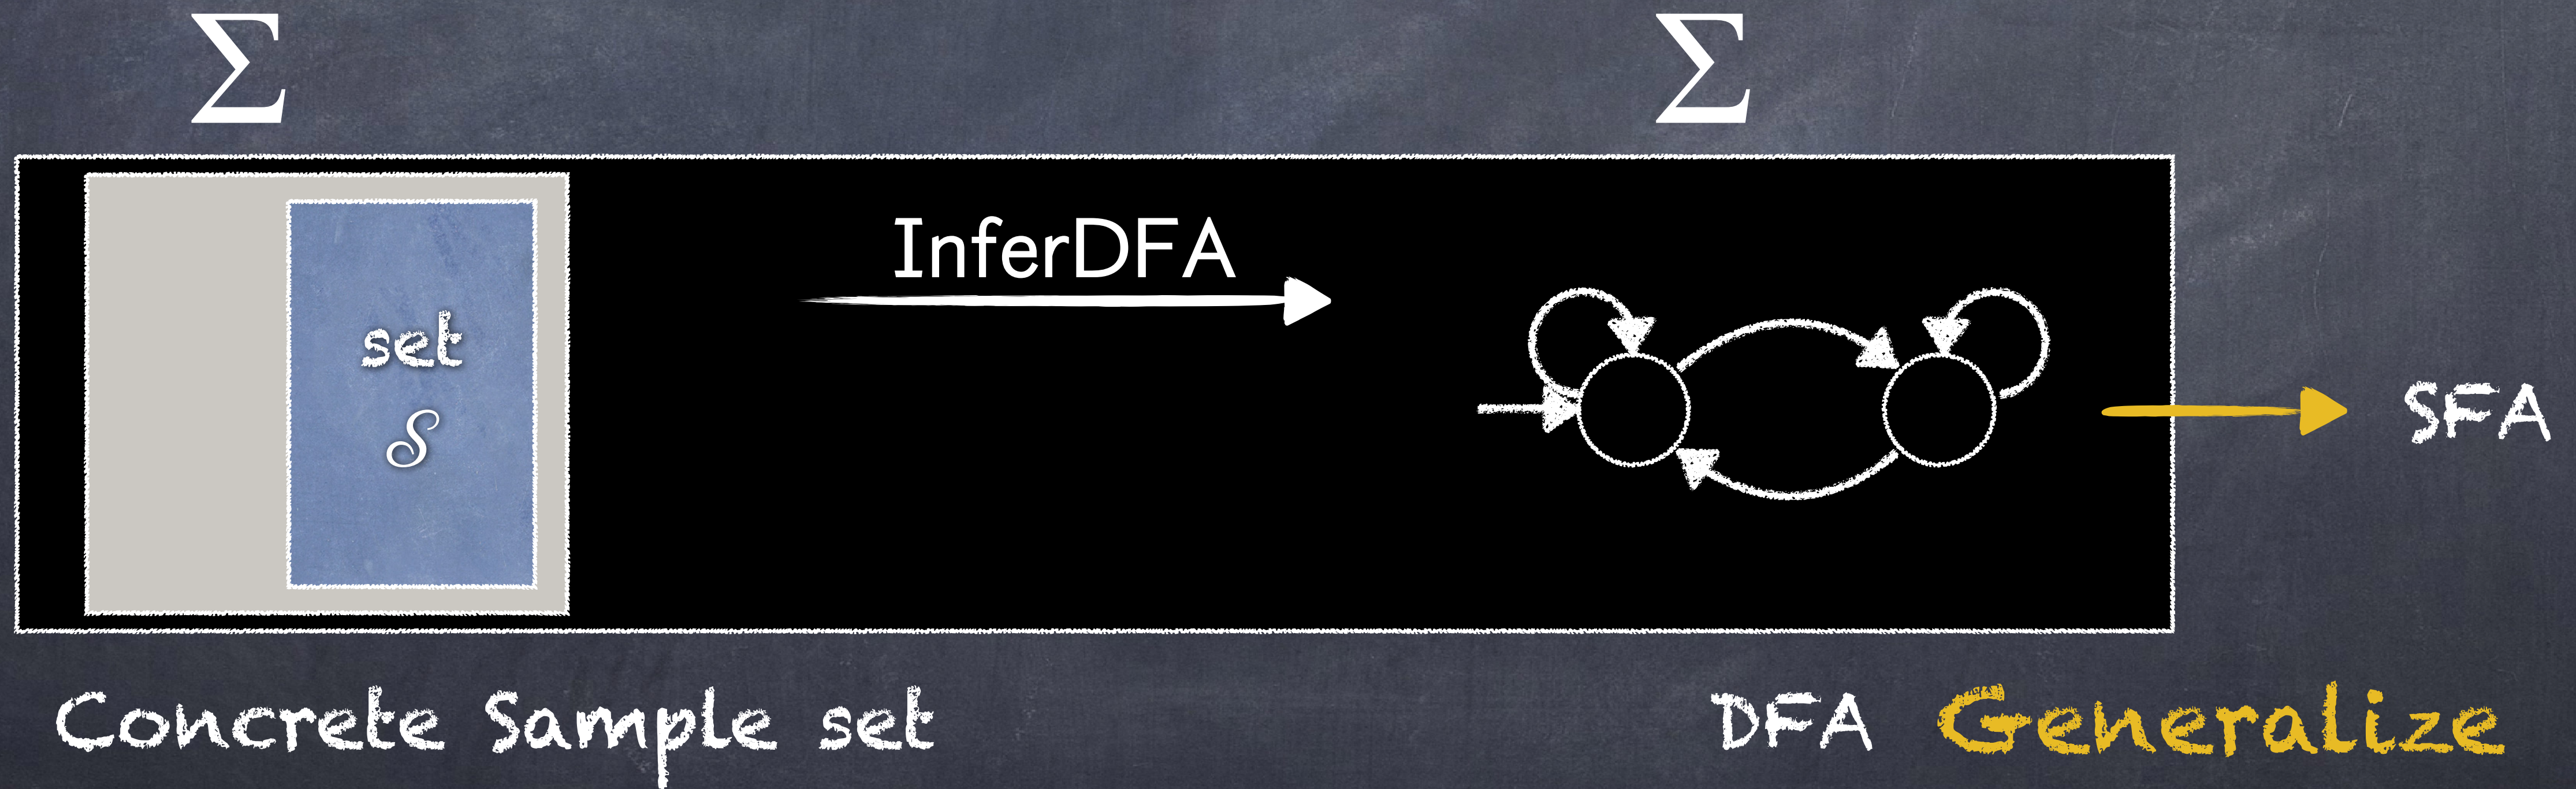 Σ
Σ
InferDFA
set
S
SFA
Concrete Sample set
DFA Generalize